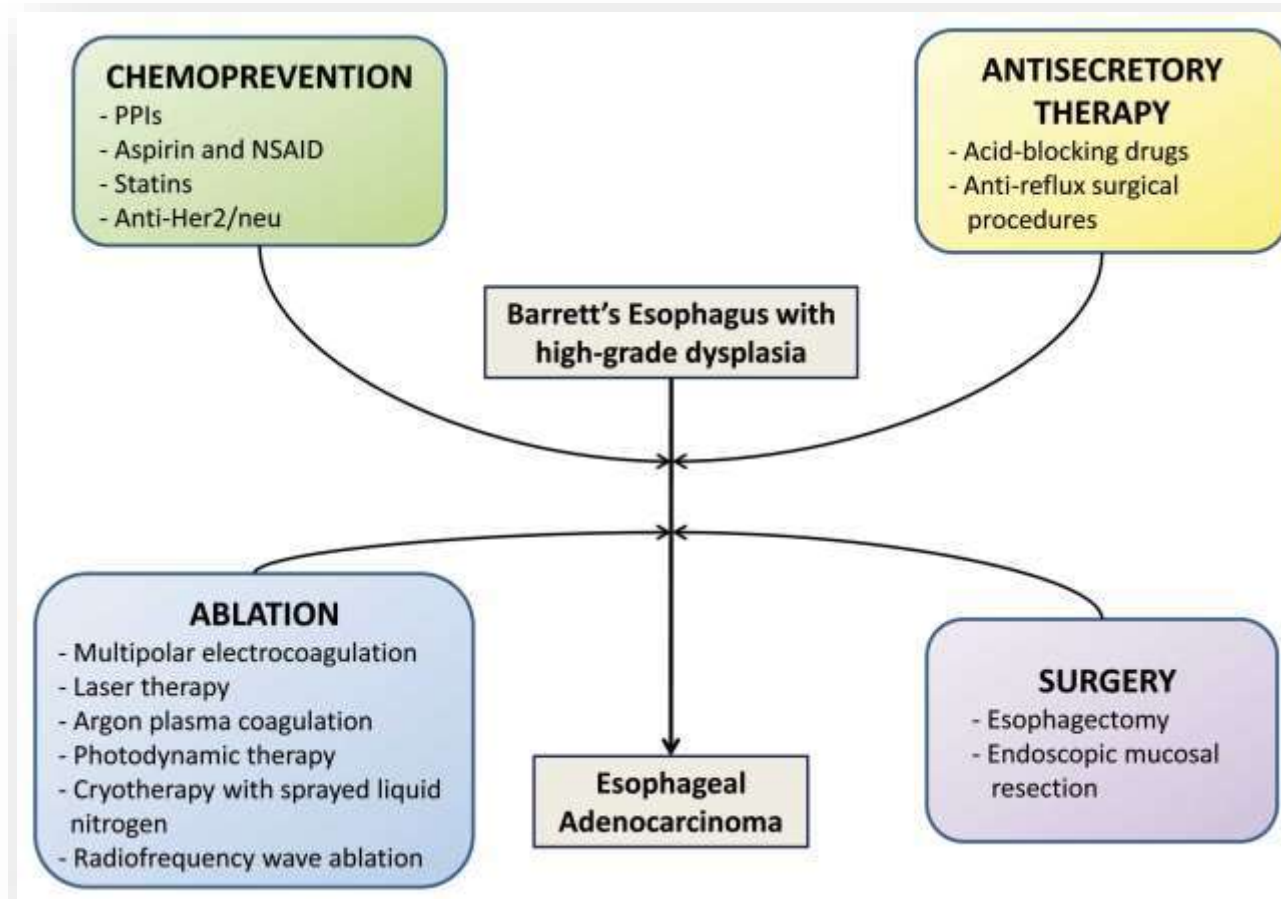 CHEMOPREVENTION
- PPIs
- Aspirin and NSAID
- Statins
- Anti-Her2/neu
ANTISECRETORY
THERAPY
- Acid-blocking drugs
- Anti-reflux surgical
procedures
Barrett’s Esophagus with
high-grade dysplasia
ABLATION
- Multipolar electrocoagulation
- Laser therapy
- Argon plasma coagulation
- Photodynamic therapy
- Cryotherapy with sprayed liquid
nitrogen
- Radiofrequency wave ablation
Esophageal
Adenocarcinoma
SURGERY
- Esophagectomy
- Endoscopic mucosal
resection